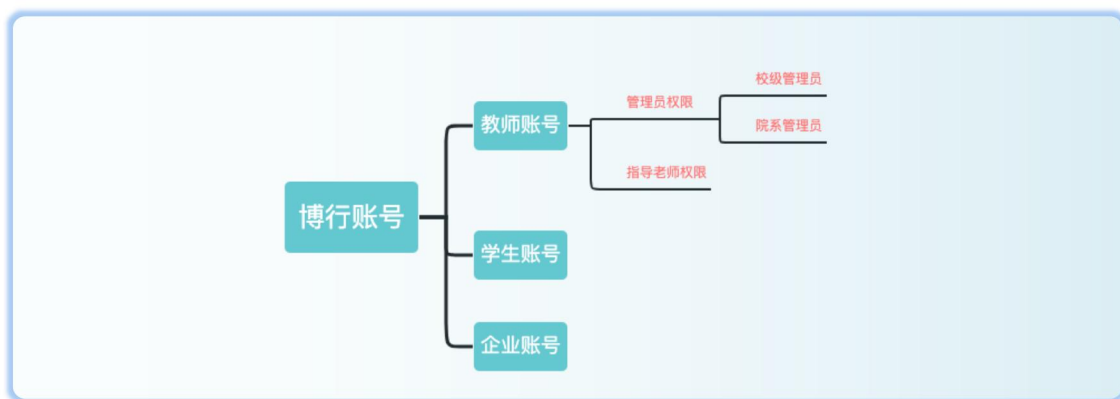 博行账号
教师账号
管理员权限
校级管理员
院系管理员
指导老师权限
学生账号
企业账号